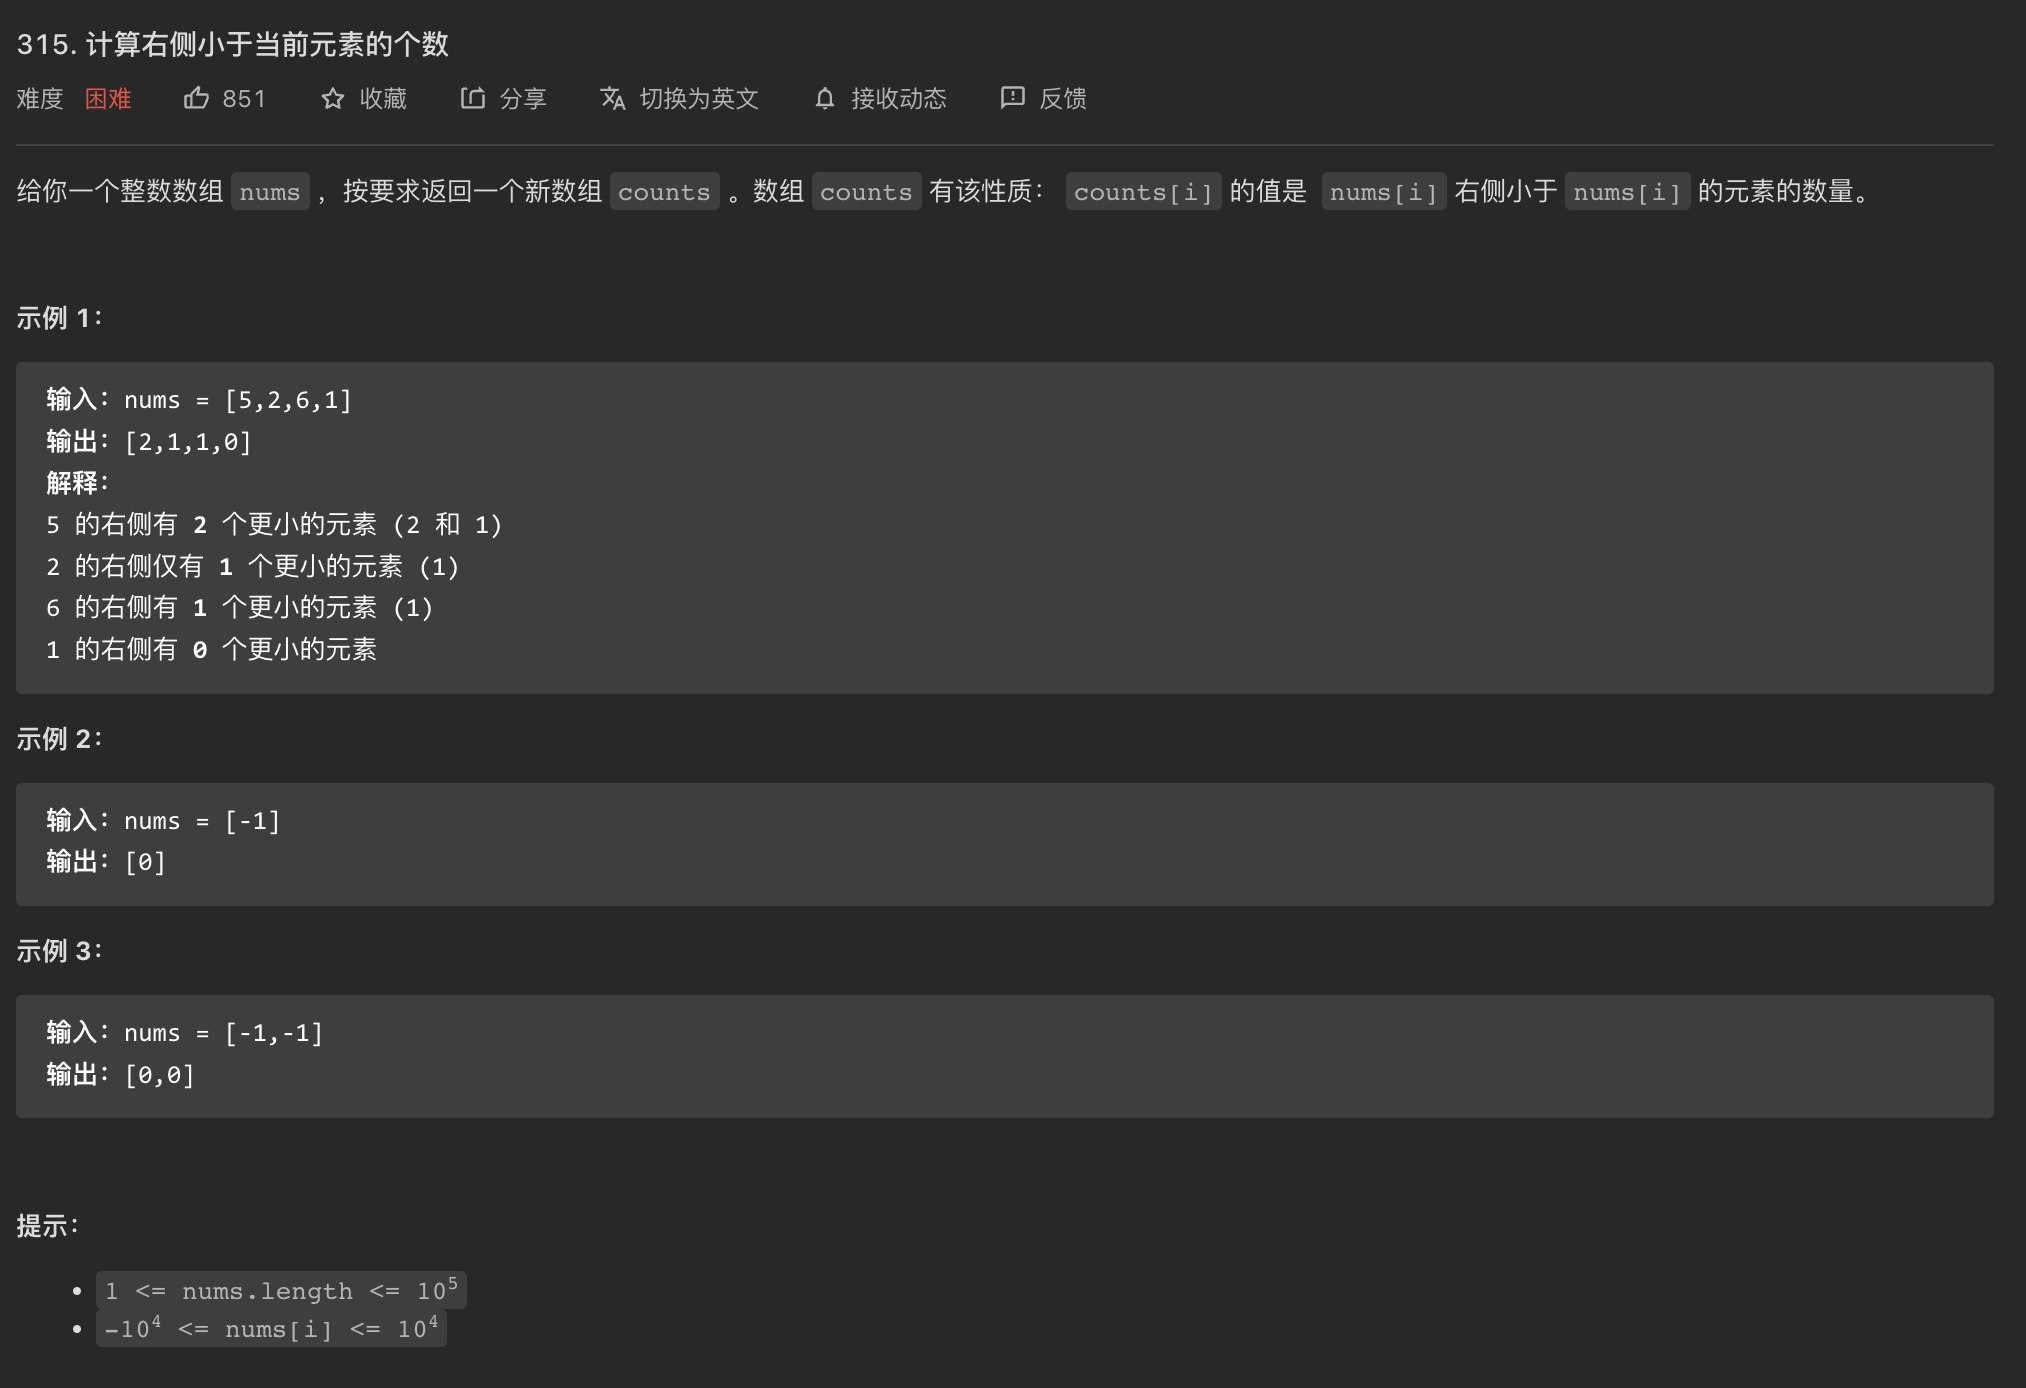 315. 计算右侧小于当前元素的个数
难度 困难 851 收藏 分享 切换为英文 接收动态 反馈
给你一个整数数组 nums ，按要求返回一个新数组 counts 。数组 counts 有该性质： counts[i] 的值是 nums[i] 右侧小于 nums[i] 的元素的数量。
示例 1：
输入：nums = [5,2,6,1]
输出：[2,1,1,0]
解释：
5 的右侧有 2 个更小的元素 (2 和 1)
2 的右侧仅有 1 个更小的元素 (1)
6 的右侧有 1 个更小的元素 (1)
1 的右侧有 0 个更小的元素
示例 2：
输入：nums = [-1]
输出：[0]
示例 3：
输入：nums = [-1,-1]
输出：[0,0]
提示：
• 1 <= nums.length <= 10⁵
• -10⁴ <= nums[i] <= 10⁴